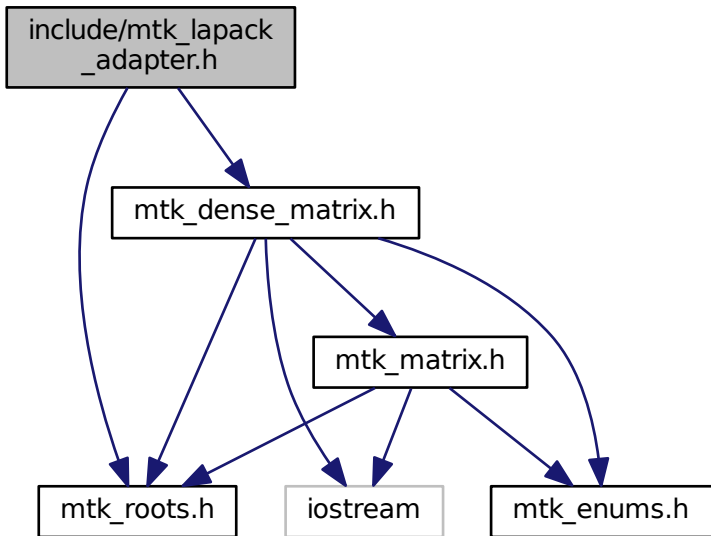 include/mtk_lapack
_adapter.h
mtk_dense_matrix.h
mtk_matrix.h
mtk_roots.h
iostream
mtk_enums.h